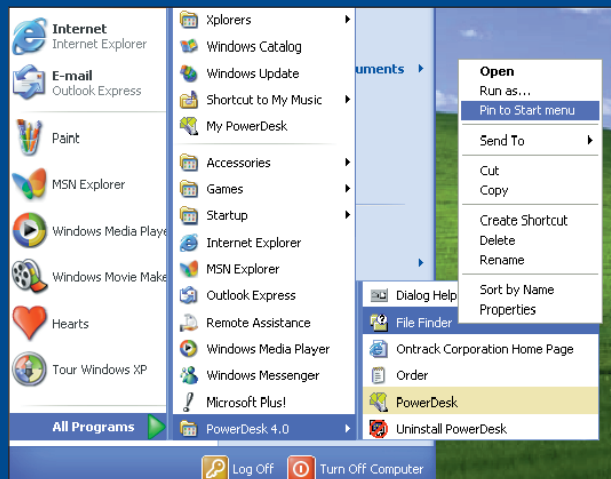 Internet
Internet Explorer
E-mail
Outlook Express
Paint
MSN Explorer
Windows Media Playe
Windows Movie Make
Hearts
Tour Windows XP
All Programs
Xplorers
Windows Catalog
Windows Update
Shortcut to My Music
My PowerDesk
Accessories
Games
Startup
Internet Explorer
MSN Explorer
Outlook Express
Remote Assistance
Windows Media Player
Windows Messenger
Microsoft Plus!
PowerDesk 4.0
uments
Dialog Help
File Finder
Ontrack Corporation Home Page
Order
PowerDesk
Uninstall PowerDesk
Open
Run as...
Pin to Start menu
Send To
Cut
Copy
Create Shortcut
Delete
Rename
Sort by Name
Properties
Log Off
Turn Off Computer